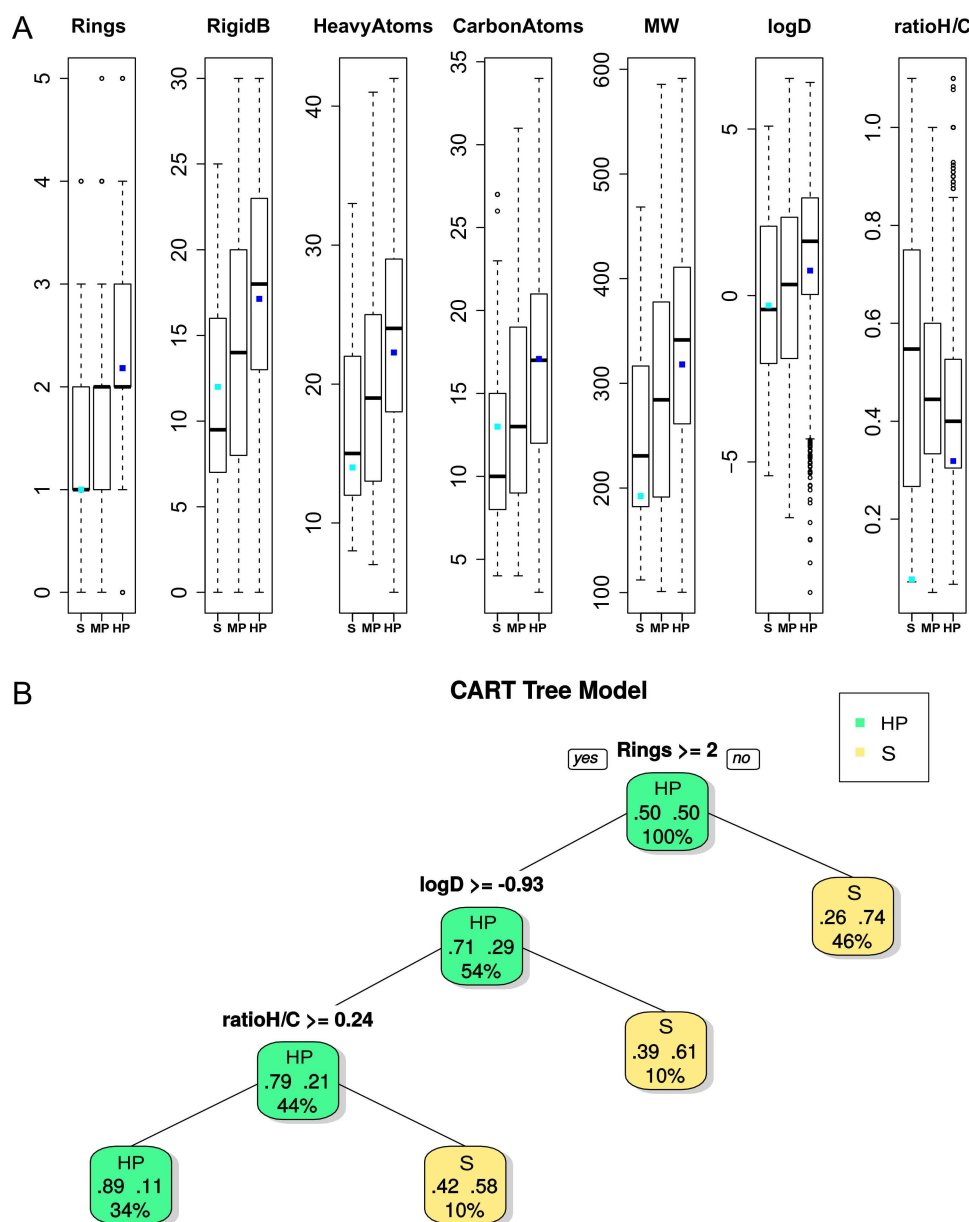 A
Rings RigidB HeavyAtoms CarbonAtoms MW logD ratioH/C
0 1 2 3 4 5
S MP HP
0 5 10 15 20 25 30
S MP HP
10 20 30 40
S MP HP
5 10 15 20 25 30 35
S MP HP
100 200 300 400 500 600
S MP HP
−5 0 5
S MP HP
0.2 0.4 0.6 0.8 1.0
S MP HP
B
CART Tree Model
HP
S
yes Rings >= 2 no
HP
.50 .50
100%
logD >= -0.93
HP
.71 .29
54%
S
.26 .74
46%
ratioH/C >= 0.24
HP
.79 .21
44%
S
.39 .61
10%
HP
.89 .11
34%
S
.42 .58
10%